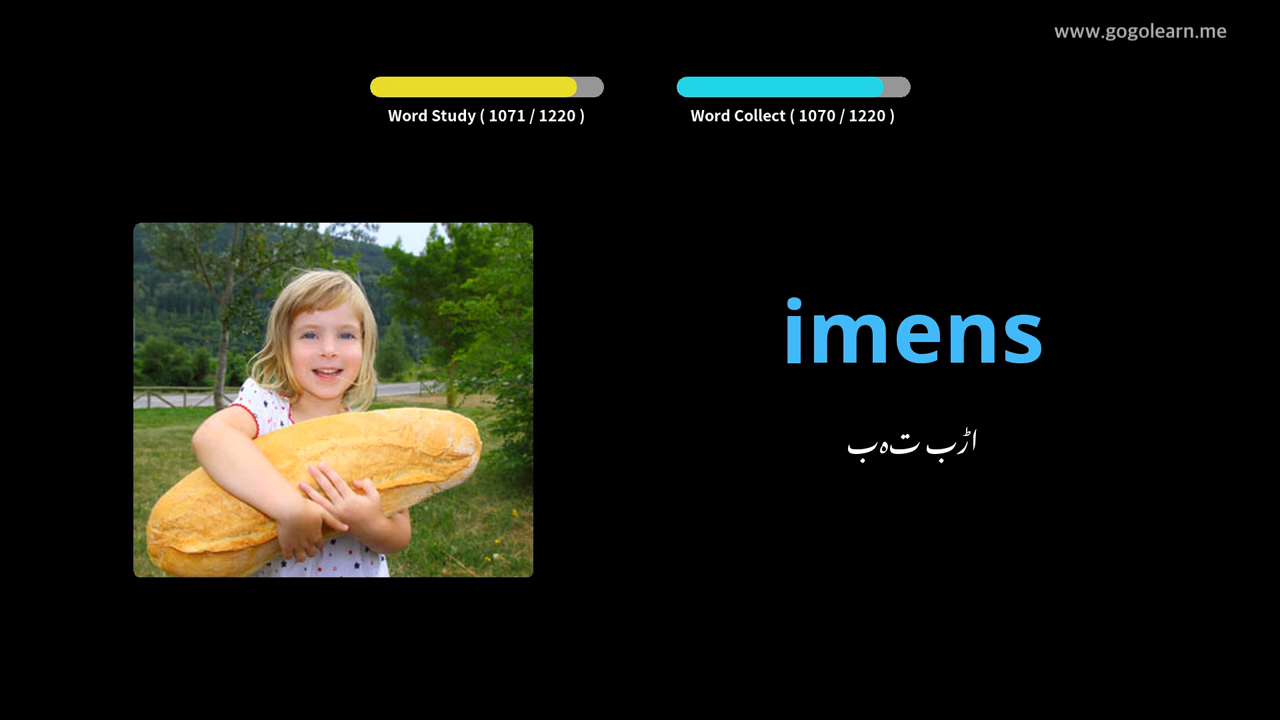 www.gogolearn.me
Word Study ( 1071 / 1220 )
Word Collect ( 1070 / 1220 )
imens
اڑب تہب